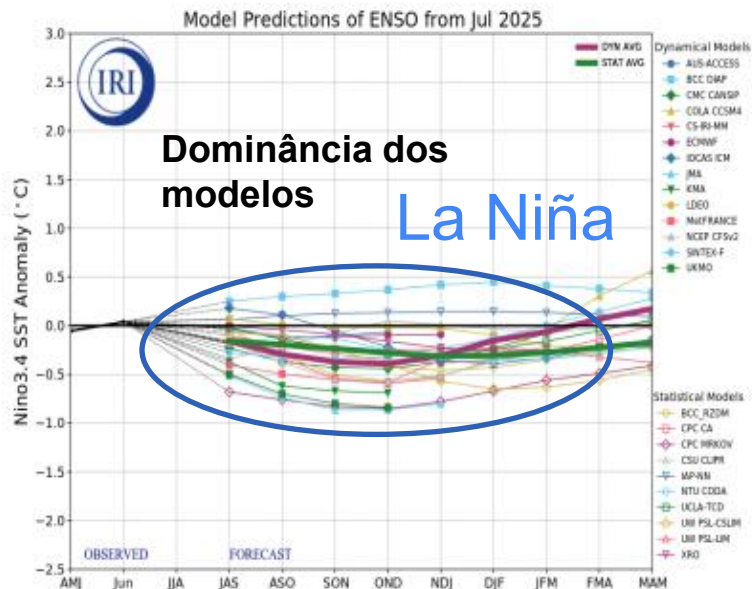 Model Predictions of ENSO from Jul 2025
3.0
2.5
2.0
1.5
1.0
0.5
0.0
−0.5
−1.0
−1.5
−2.0
−2.5
Nino3.4 SST Anomaly (°C)
IRI
DYN AVG
STAT AVG
Dominância dos
modelos
La Niña
OBSERVED
FORECAST
AMJ
Jun
JJA
JAS
ASO
SON
OND
NDJ
DJF
JFM
FMA
MAM
Dynamical Models
AUS-ACCESS
BCC DIAP
CMC CANSIP
COLA CCSM4
CS-IRI-MM
ECMWF
IOCAS ICM
JMA
KMA
LDEO
MetFRANCE
NCEP CFSv2
SINTEX-F
UKMO
Statistical Models
BCC_RZDM
CPC CA
CPC MRKOV
CSU CLIPR
IAP-NN
NTU CODA
UCLA-TCD
UW PSL-CSLIM
UW PSL-LIM
XRO